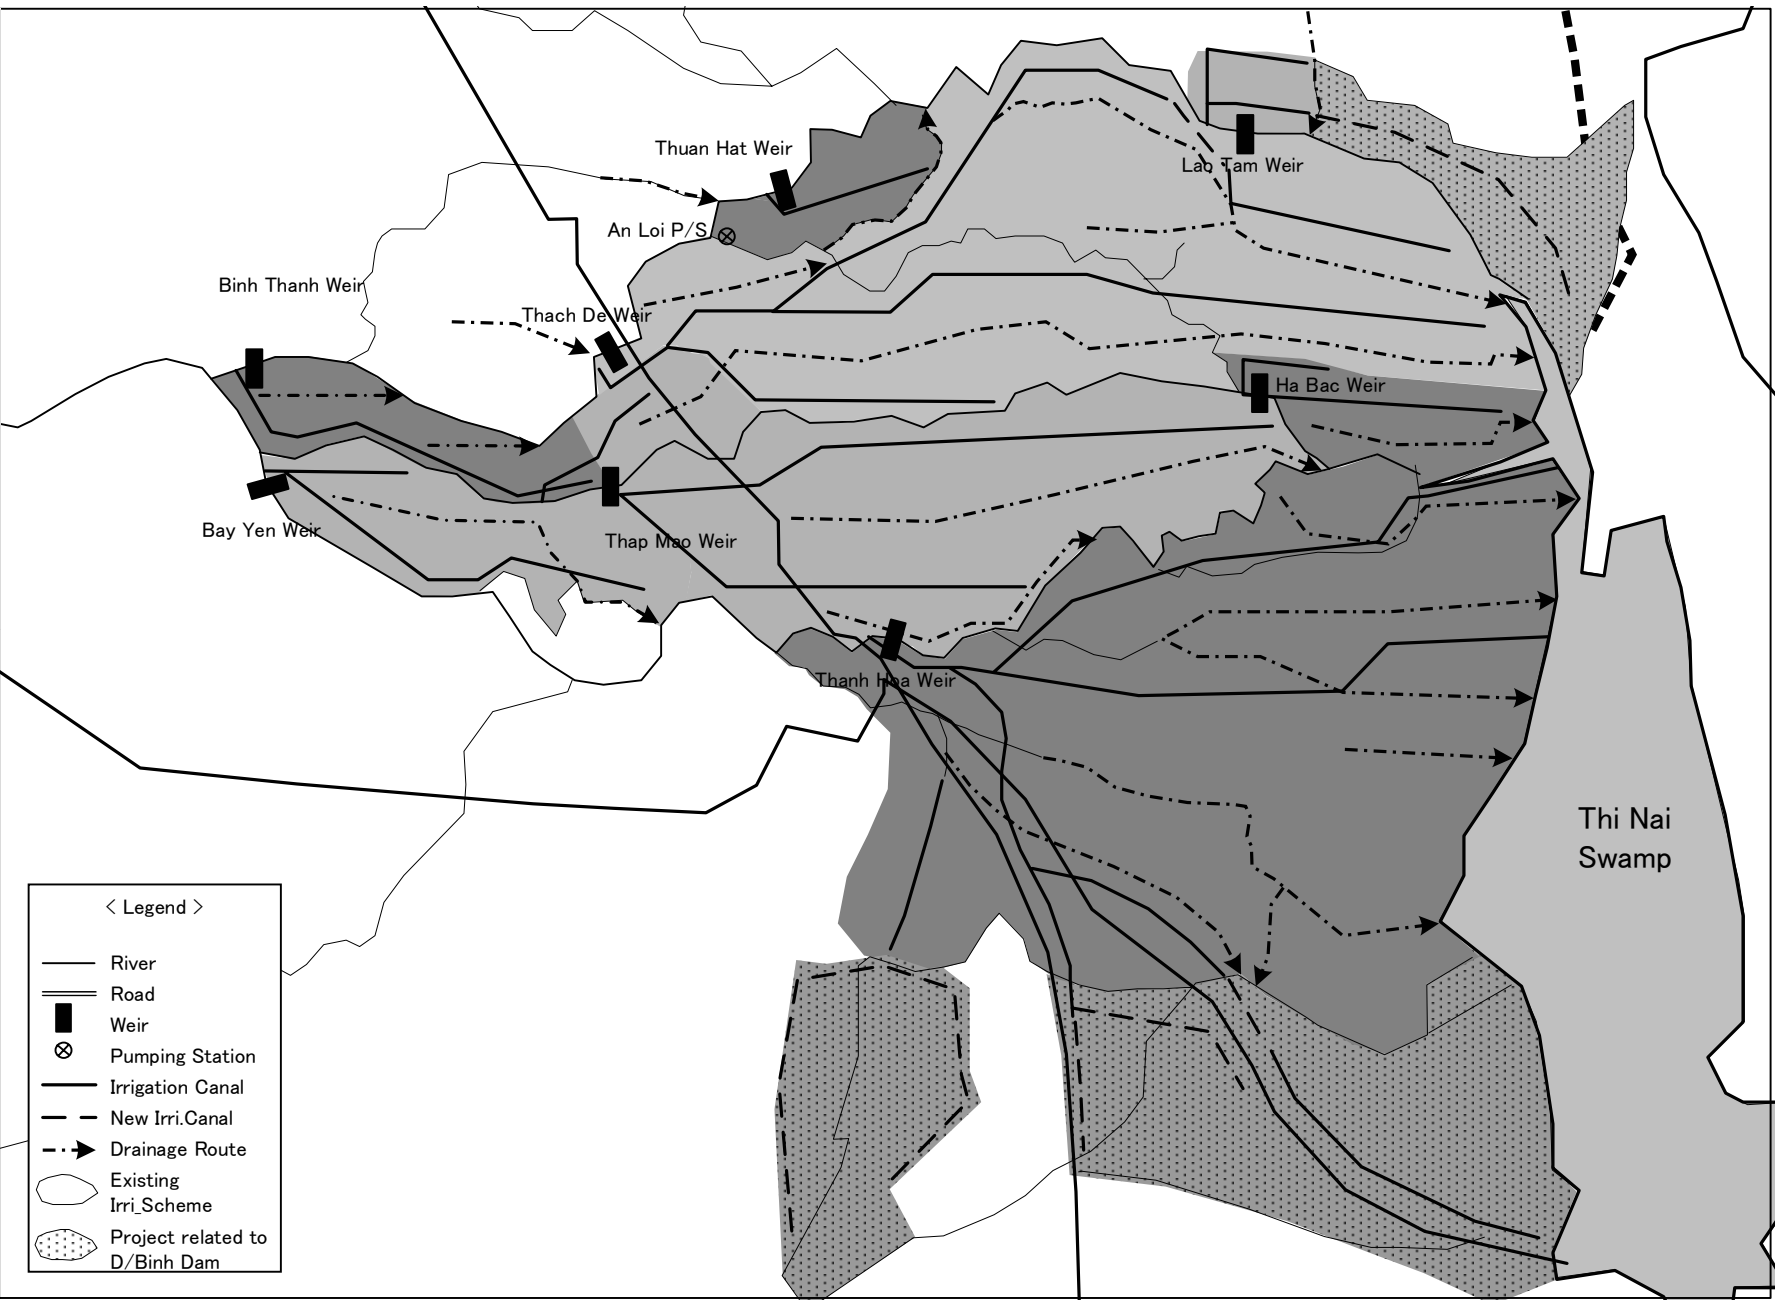 Thuan Hat Weir
Lao Tam Weir
An Loi P/S
Binh Thanh Weir
Thach De Weir
Ha Bac Weir
Bay Yen Weir
Thap Mao Weir
Thanh Hoa Weir
Thi Nai
Swamp
< Legend >
River
Road
Weir
Pumping Station
Irrigation Canal
New Irri.Canal
Drainage Route
Existing
Irri_Scheme
Project related to
D/Binh Dam